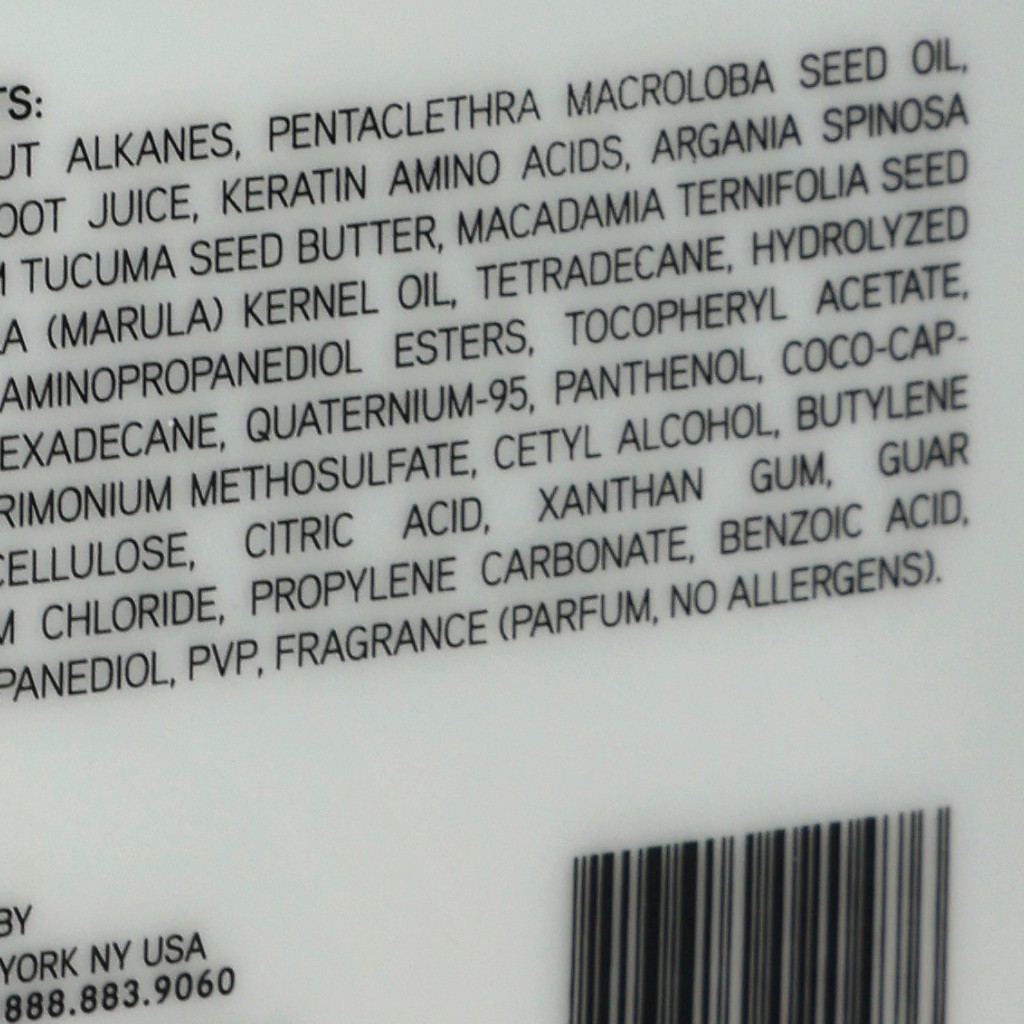 TS:
UT ALKANES, PENTACLETHRA MACROLOBA SEED OIL,
OOT JUICE, KERATIN AMINO ACIDS, ARGANIA SPINOSA
M TUCUMA SEED BUTTER, MACADAMIA TERNIFOLIA SEED
A (MARULA) KERNEL OIL, TETRADECANE, HYDROLYZED
AMINOPROPANEDIOL ESTERS, TOCOPHERYL ACETATE,
EXADECANE, QUATERNIUM-95, PANTHENOL, COCO-CAP-
RIMONIUM METHOSULFATE, CETYL ALCOHOL, BUTYLENE
CELLULOSE, CITRIC ACID, XANTHAN GUM, GUAR
M CHLORIDE, PROPYLENE CARBONATE, BENZOIC ACID,
PANEDIOL, PVP, FRAGRANCE (PARFUM, NO ALLERGENS).
BY
YORK NY USA
888.883.9060